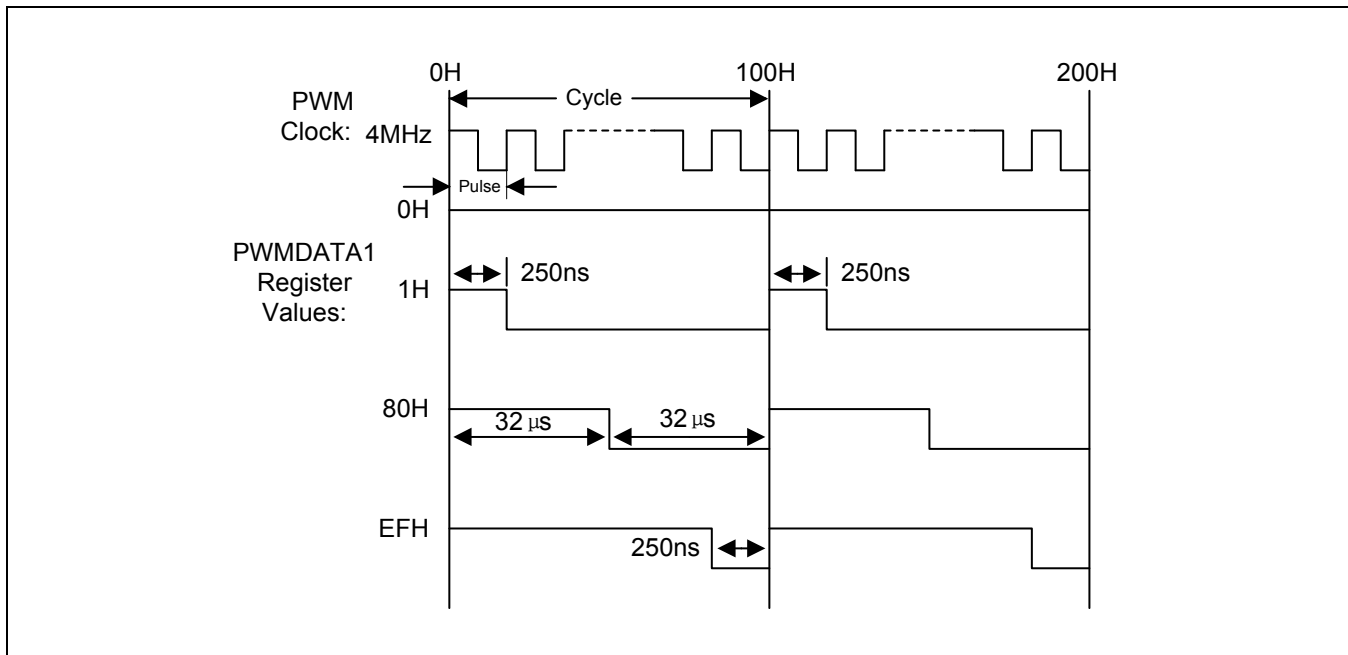 0H 100H 200H
Cycle
PWM
Clock: 4MHz
Pulse
0H
PWMDATA1
Register
Values:
1H
250ns 250ns
80H
32 μs 32 μs
EFH
250ns